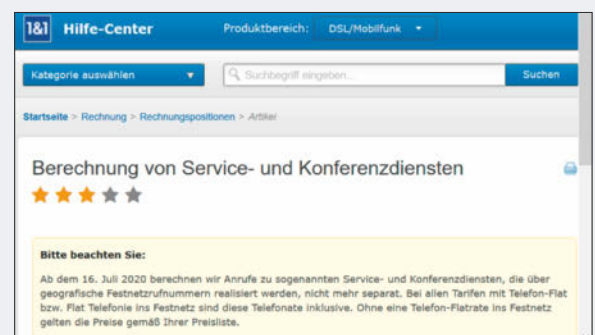 1&1 Hilfe-Center Produktbereich: DSL/Mobilfunk
Kategorie auswählen Suchbegriff eingeben... Suchen
Startseite > Rechnung > Rechnungspositionen > Artikel
Berechnung von Service- und Konferenzdiensten
Bitte beachten Sie:
Ab dem 16. Juli 2020 berechnen wir Anrufe zu sogenannten Service- und Konferenzdiensten, die über
geografische Festnetzrufnummern realisiert werden, nicht mehr separat. Bei allen Tarifen mit Telefon-Flat
bzw. Flat Telefonie ins Festnetz sind diese Telefonate inklusive. Ohne eine Telefon-Flatrate ins Festnetz
gelten die Preise gemäß Ihrer Preisliste.